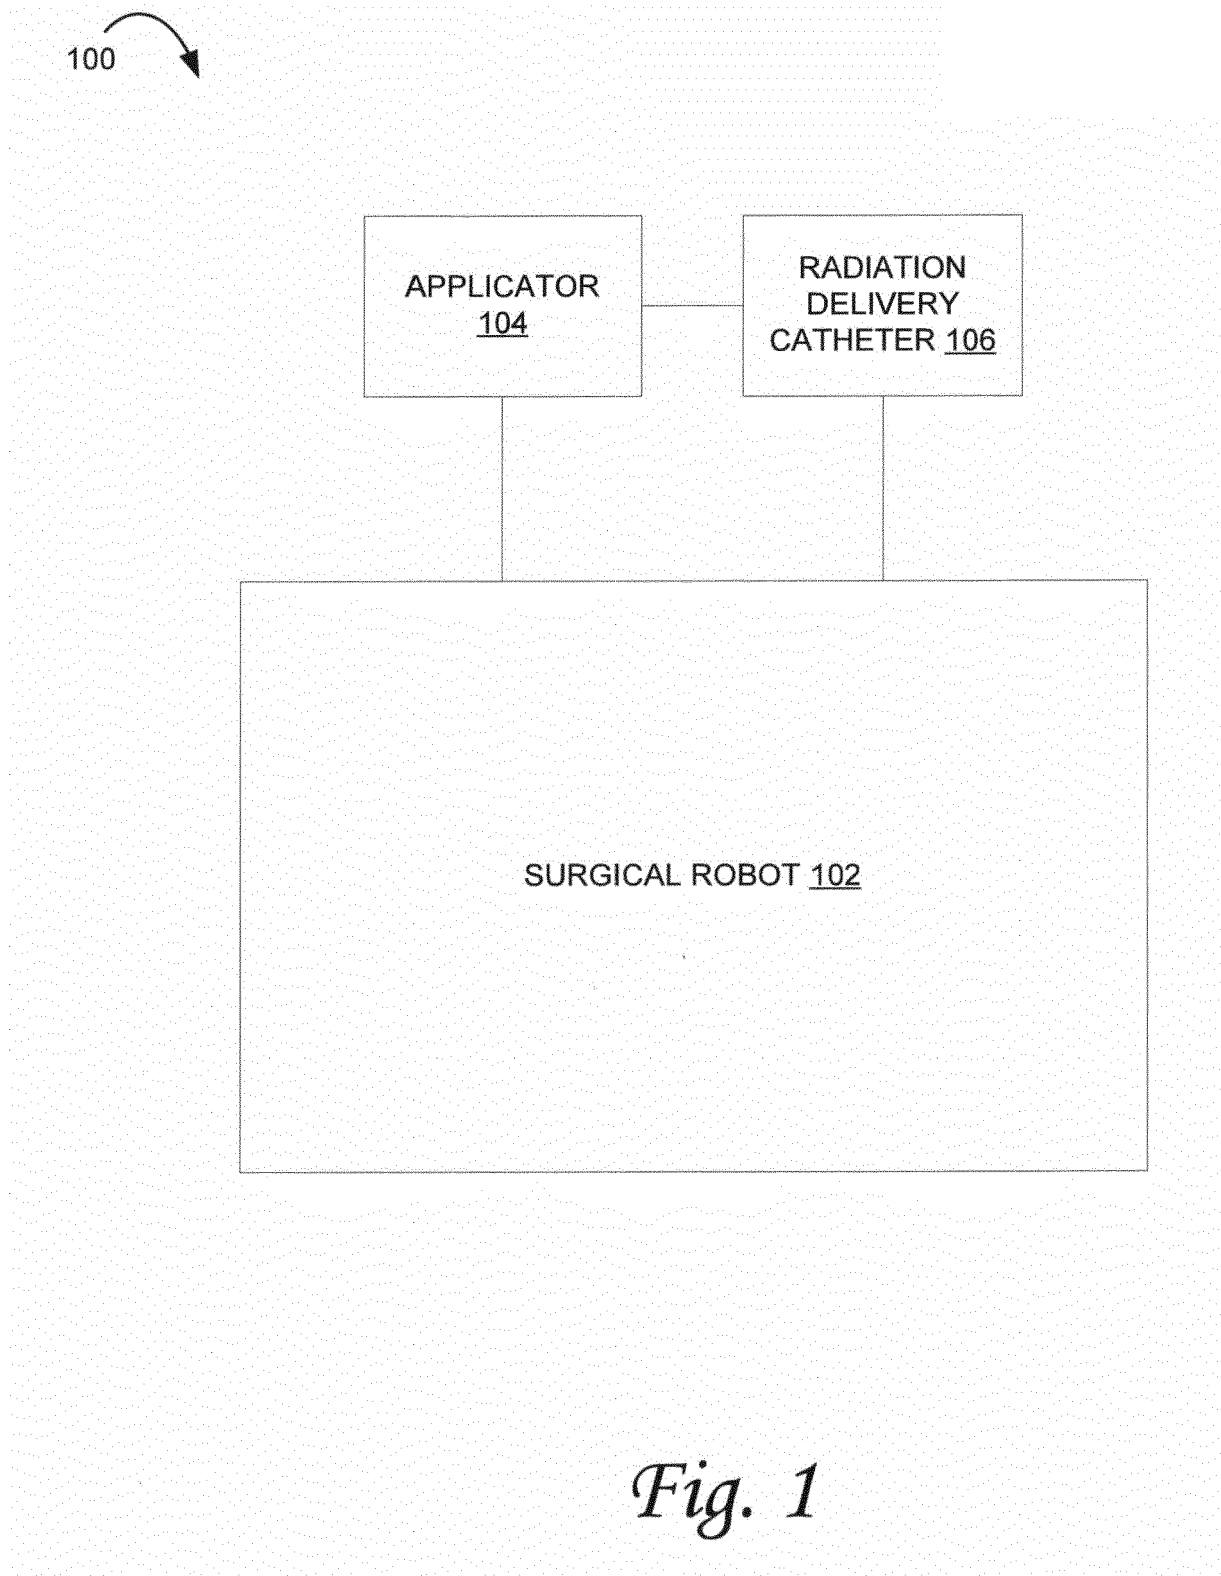 100
APPLICATOR
104
RADIATION
DELIVERY
CATHETER 106
SURGICAL ROBOT 102
Fig. 1